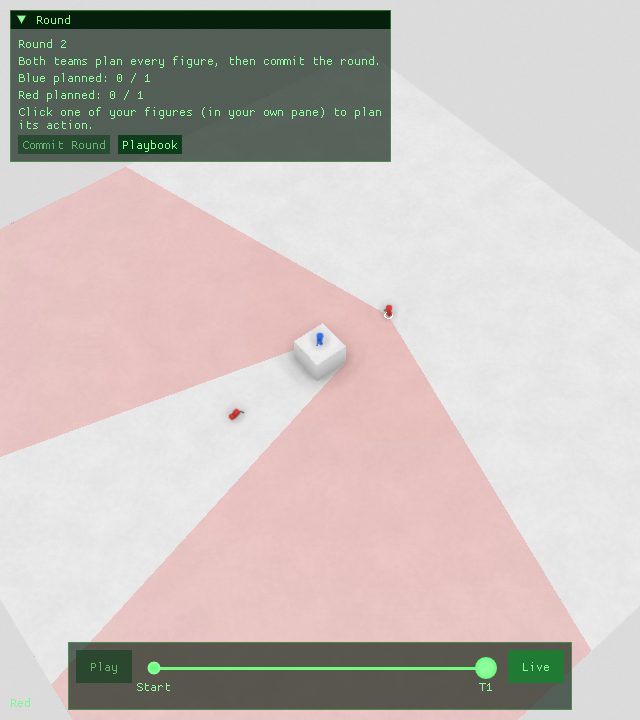 Round
Round 2
Both teams plan every figure, then commit the round.
Blue planned: 0 / 1
Red planned: 0 / 1
Click one of your figures (in your own pane) to plan
its action.
Commit Round Playbook
Play Live
Start T1
Red